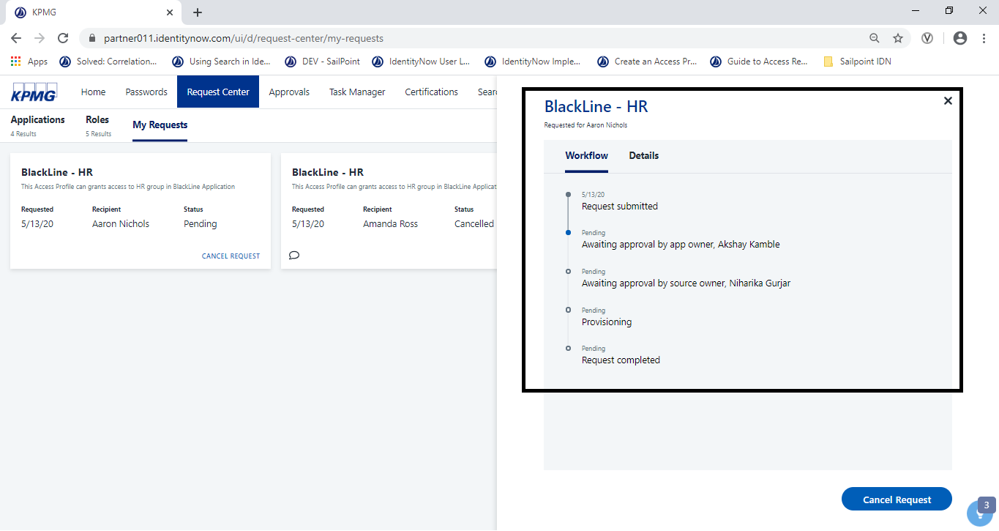 KPMG
partner011.identitynow.com/ui/d/request-center/my-requests
Apps Solved: Correlation... Using Search in Ide... DEV - SailPoint IdentityNow User L... IdentityNow Imple... Create an Access Pr... Guide to Access Re... Sailpoint IDN
KPMG Home Passwords Request Center Approvals Task Manager Certifications Sear
Applications Roles My Requests
4 Results 5 Results
BlackLine - HR
This Access Profile can grants access to HR group in BlackLine Application
Requested Recipient Status
5/13/20 Aaron Nichols Pending
CANCEL REQUEST
BlackLine - HR
This Access Profile can grants access to HR group in BlackLine Applicat
Requested Recipient Status
5/13/20 Amanda Ross Cancelled
BlackLine - HR
Requested for Aaron Nichols
Workflow Details
5/13/20
Request submitted
Pending
Awaiting approval by app owner, Akshay Kamble
Pending
Awaiting approval by source owner, Niharika Gurjar
Pending
Provisioning
Pending
Request completed
Cancel Request
3